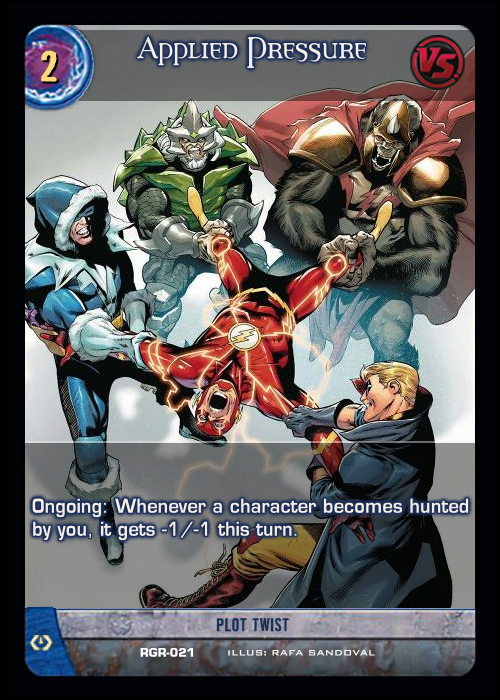 2
Applied Pressure
VS.
Ongoing: Whenever a character becomes hunted
by you, it gets -1/-1 this turn.
PLOT TWIST
RGR-021 ILLUS: RAFA SANDOVAL